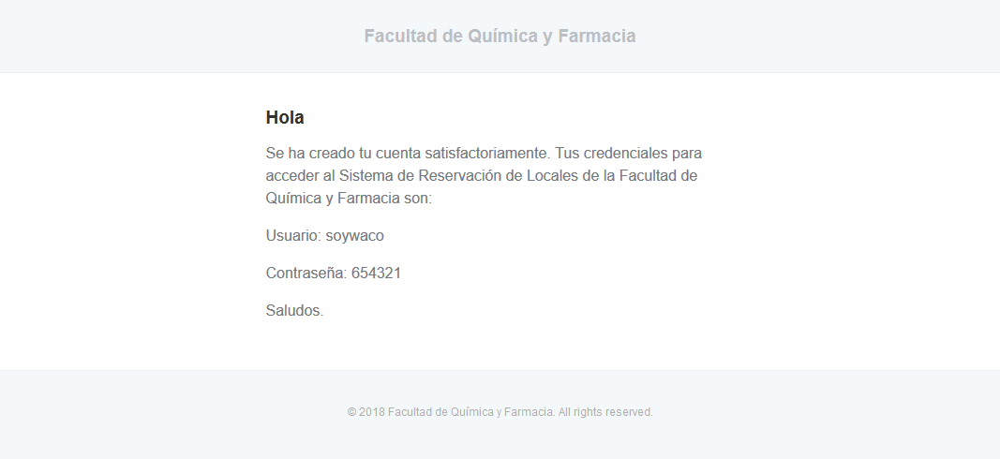 Facultad de Química y Farmacia
Hola
Se ha creado tu cuenta satisfactoriamente. Tus credenciales para
acceder al Sistema de Reservación de Locales de la Facultad de
Química y Farmacia son:
Usuario: soywaco
Contraseña: 654321
Saludos.
© 2018 Facultad de Química y Farmacia. All rights reserved.